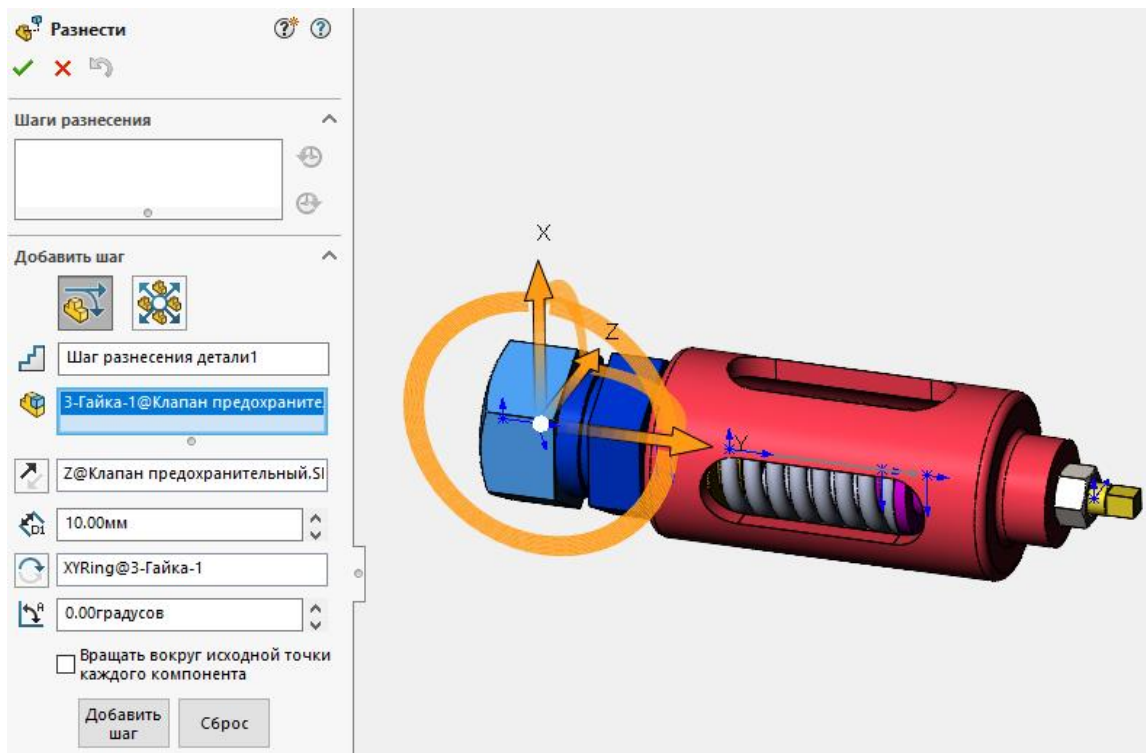 Разнести
Шаги разнесения
Добавить шаг
Шаг разнесения детали1
3-Гайка-1@Клапан предохраните
Z@Клапан предохранительный.SI
D1
10.00мм
XYRing@3-Гайка-1
A
0.00градусов
Вращать вокруг исходной точки
каждого компонента
Добавить
шаг
Сброс
X
Z
Y